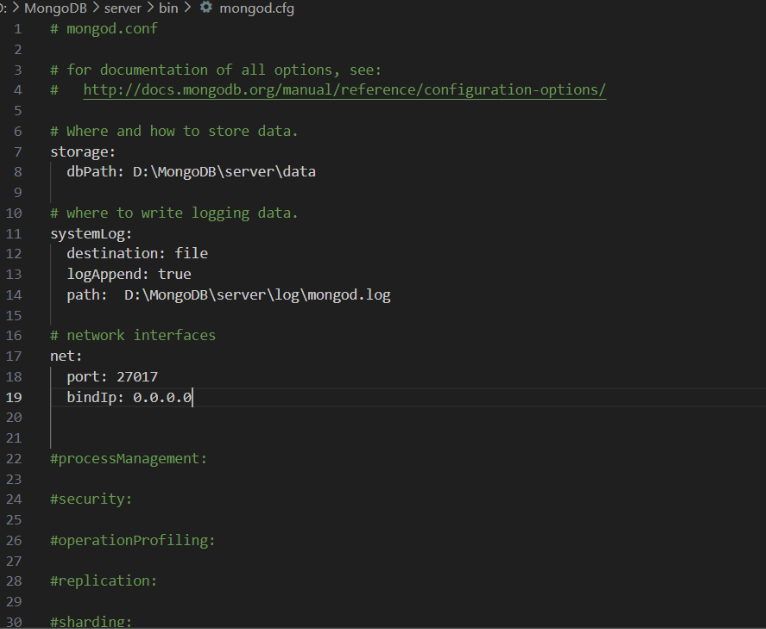 D: > MongoDB > server > bin > mongod.cfg
1 # mongod.conf
2
3 # for documentation of all options, see:
4 #   http://docs.mongodb.org/manual/reference/configuration-options/
5
6 # Where and how to store data.
7 storage:
8   dbPath: D:\MongoDB\server\data
9
10 # where to write logging data.
11 systemLog:
12   destination: file
13   logAppend: true
14   path:  D:\MongoDB\server\log\mongod.log
15
16 # network interfaces
17 net:
18   port: 27017
19   bindIp: 0.0.0.0
20
21
22 #processManagement:
23
24 #security:
25
26 #operationProfiling:
27
28 #replication:
29
30 #sharding: